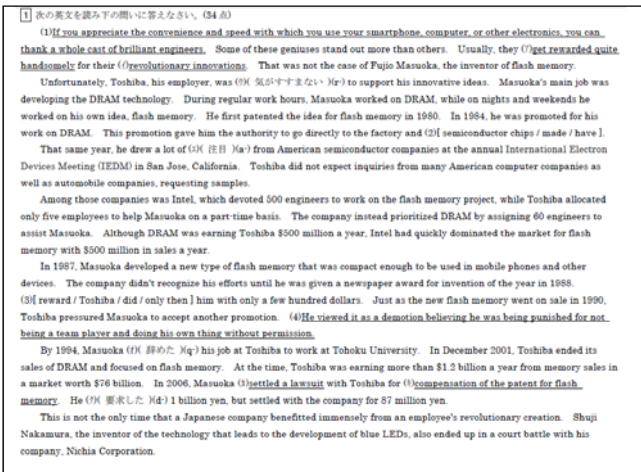 1 次の英文を読み下の問いに答えなさい。(34 点)
(1)If you appreciate the convenience and speed with which you use your smartphone, computer, or other electronics, you can
thank a whole cast of brilliant engineers. Some of these geniuses stand out more than others. Usually, they (ア)get rewarded quite
handsomely for their (イ)revolutionary innovations. That was not the case of Fujio Masuoka, the inventor of flash memory.
Unfortunately, Toshiba, his employer, was (ウ)( 気がすすまない )(r-) to support his innovative ideas. Masuoka's main job was
developing the DRAM technology. During regular work hours, Masuoka worked on DRAM, while on nights and weekends he
worked on his own idea, flash memory. He first patented the idea for flash memory in 1980. In 1984, he was promoted for his
work on DRAM. This promotion gave him the authority to go directly to the factory and (2)[ semiconductor chips / made / have ].
That same year, he drew a lot of (エ)( 注目 )(a-) from American semiconductor companies at the annual International Electron
Devices Meeting (IEDM) in San Jose, California. Toshiba did not expect inquiries from many American computer companies as
well as automobile companies, requesting samples.
Among those companies was Intel, which devoted 500 engineers to work on the flash memory project, while Toshiba allocated
only five employees to help Masuoka on a part-time basis. The company instead prioritized DRAM by assigning 60 engineers to
assist Masuoka. Although DRAM was earning Toshiba $500 million a year, Intel had quickly dominated the market for flash
memory with $500 million in sales a year.
In 1987, Masuoka developed a new type of flash memory that was compact enough to be used in mobile phones and other
devices. The company didn't recognize his efforts until he was given a newspaper award for invention of the year in 1988.
(3)[ reward / Toshiba / did / only then ] him with only a few hundred dollars. Just as the new flash memory went on sale in 1990,
Toshiba pressured Masuoka to accept another promotion. (4)He viewed it as a demotion believing he was being punished for not
being a team player and doing his own thing without permission.
By 1994, Masuoka (オ)( 辞めた )(q-) his job at Toshiba to work at Tohoku University. In December 2001, Toshiba ended its
sales of DRAM and focused on flash memory. At the time, Toshiba was earning more than $1.2 billion a year from memory sales in
a market worth $76 billion. In 2006, Masuoka settled a lawsuit with Toshiba for compensation of the patent for flash
memory. He ( 要求した )(d-) 1 billion yen, but settled with the company for 87 million yen.
This is not the only time that a Japanese company benefitted immensely from an employee's revolutionary creation. Shuji
Nakamura, the inventor of the technology that leads to the development of blue LEDs, also ended up in a court battle with his
company, Nichia Corporation.